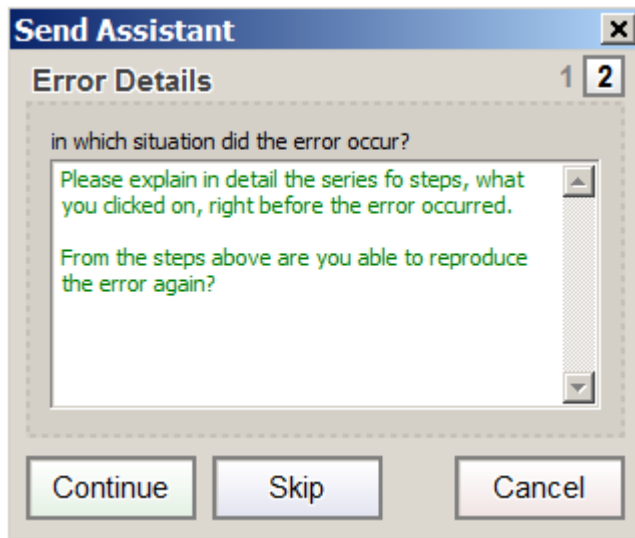 Send Assistant
Error Details
1 2
in which situation did the error occur?
Please explain in detail the series fo steps, what
you clicked on, right before the error occurred.
From the steps above are you able to reproduce
the error again?
Continue Skip Cancel